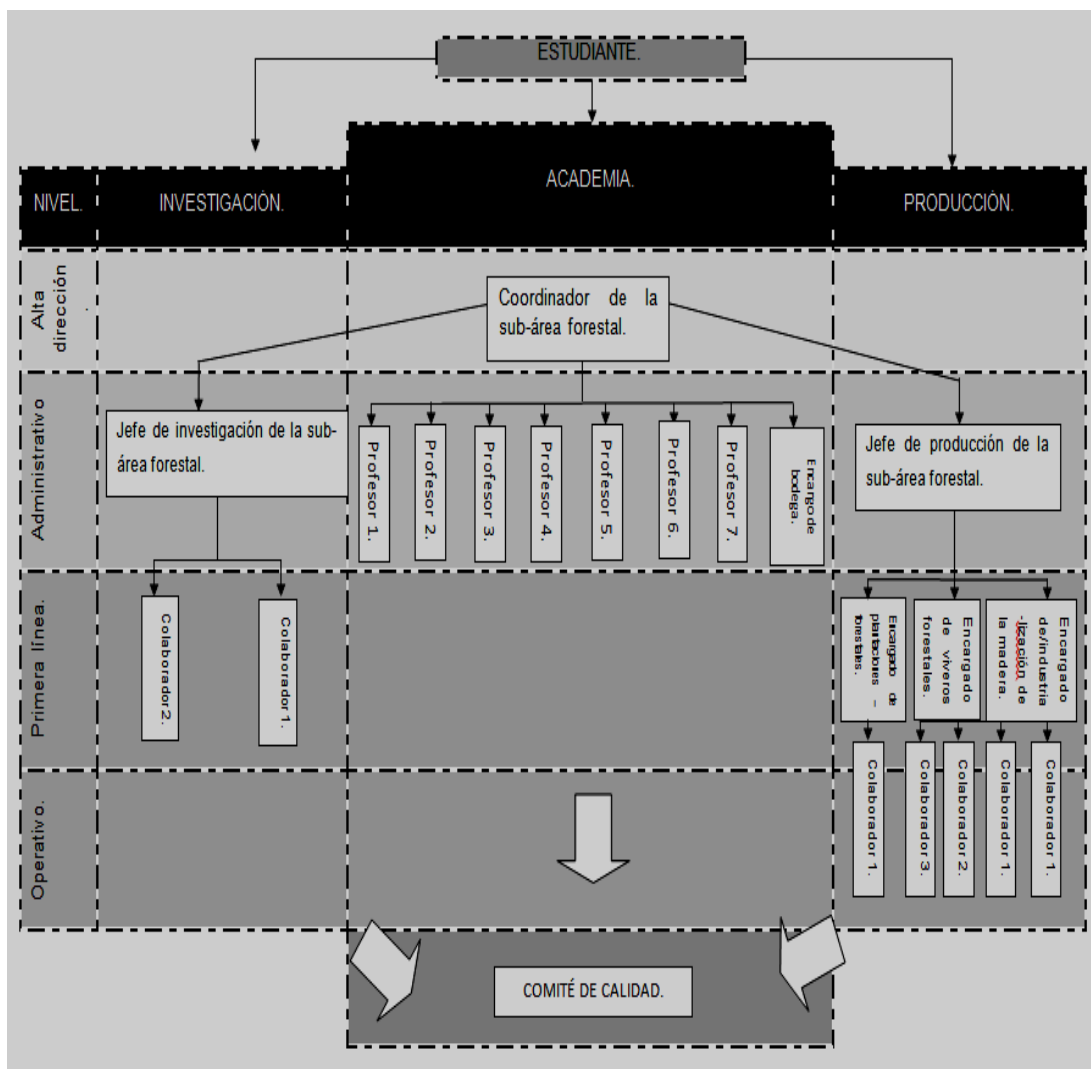 ESTUDIANTE.
NIVEL.
INVESTIGACIÓN.
ACADEMIA.
PRODUCCIÓN.
Alta
dirección
.
Coordinador de la
sub-área forestal.
Administrativo
Jefe de investigación de la sub-
área forestal.
Profesor 1.
Profesor 2.
Profesor 3.
Profesor 4.
Profesor 5.
Profesor 6.
Profesor 7.
Encargo de
bodega.
Jefe de producción de la
sub-área forestal.
Primera línea.
Colaborador 2.
Colaborador 1.
Encargado de
plantaciones –
forestales.
Encargado
de viveros
forestales.
Encargado
de/industria
-lización de
la madera.
Operativo.
Colaborador 1.
Colaborador 3.
Colaborador 2.
Colaborador 1.
Colaborador 1.
COMITÉ DE CALIDAD.